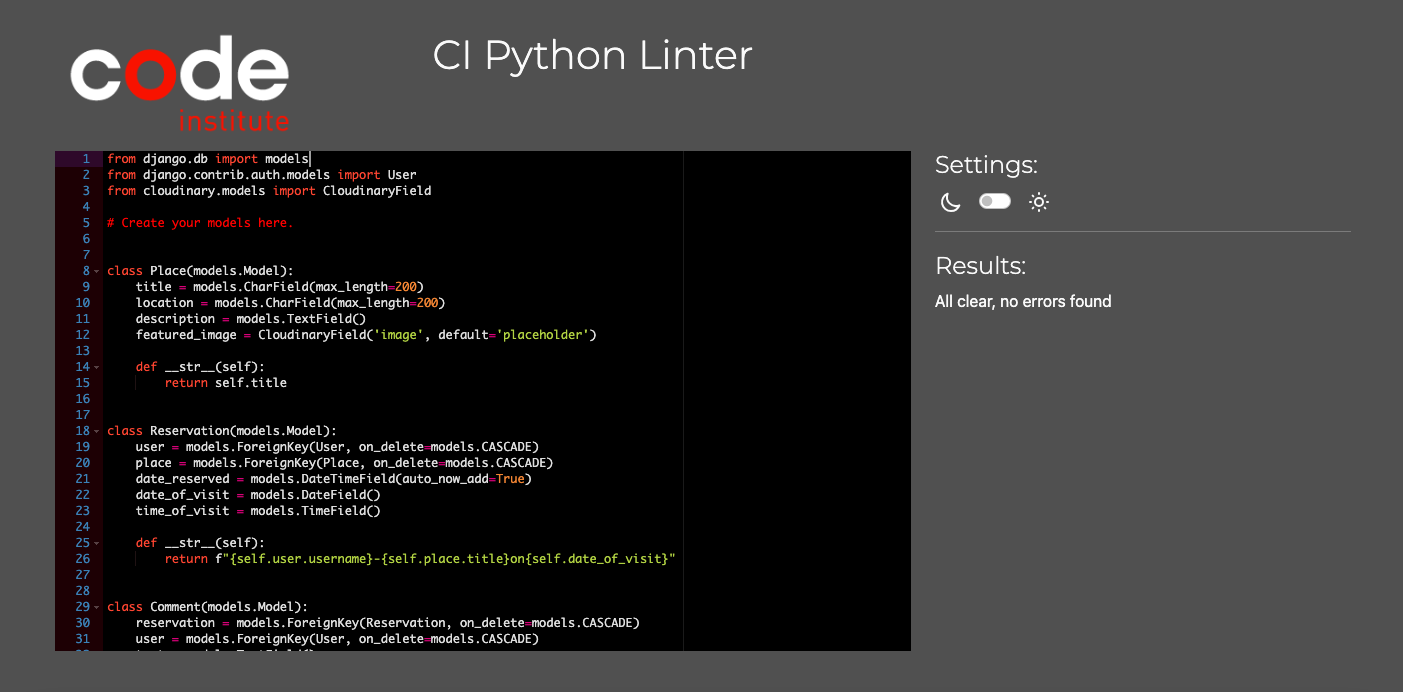 code
institute
CI Python Linter
1 from django.db import models
2 from django.contrib.auth.models import User
3 from cloudinary.models import CloudinaryField
4
5 # Create your models here.
6
7
8 class Place(models.Model):
9     title = models.CharField(max_length=200)
10     location = models.CharField(max_length=200)
11     description = models.TextField()
12     featured_image = CloudinaryField('image', default='placeholder')
13
14     def __str__(self):
15         return self.title
16
17
18 class Reservation(models.Model):
19     user = models.ForeignKey(User, on_delete=models.CASCADE)
20     place = models.ForeignKey(Place, on_delete=models.CASCADE)
21     date_reserved = models.DateTimeField(auto_now_add=True)
22     date_of_visit = models.DateField()
23     time_of_visit = models.TimeField()
24
25     def __str__(self):
26         return f"{self.user.username}-{self.place.title}on{self.date_of_visit}"
27
28
29 class Comment(models.Model):
30     reservation = models.ForeignKey(Reservation, on_delete=models.CASCADE)
31     user = models.ForeignKey(User, on_delete=models.CASCADE)
Settings:
Results:
All clear, no errors found